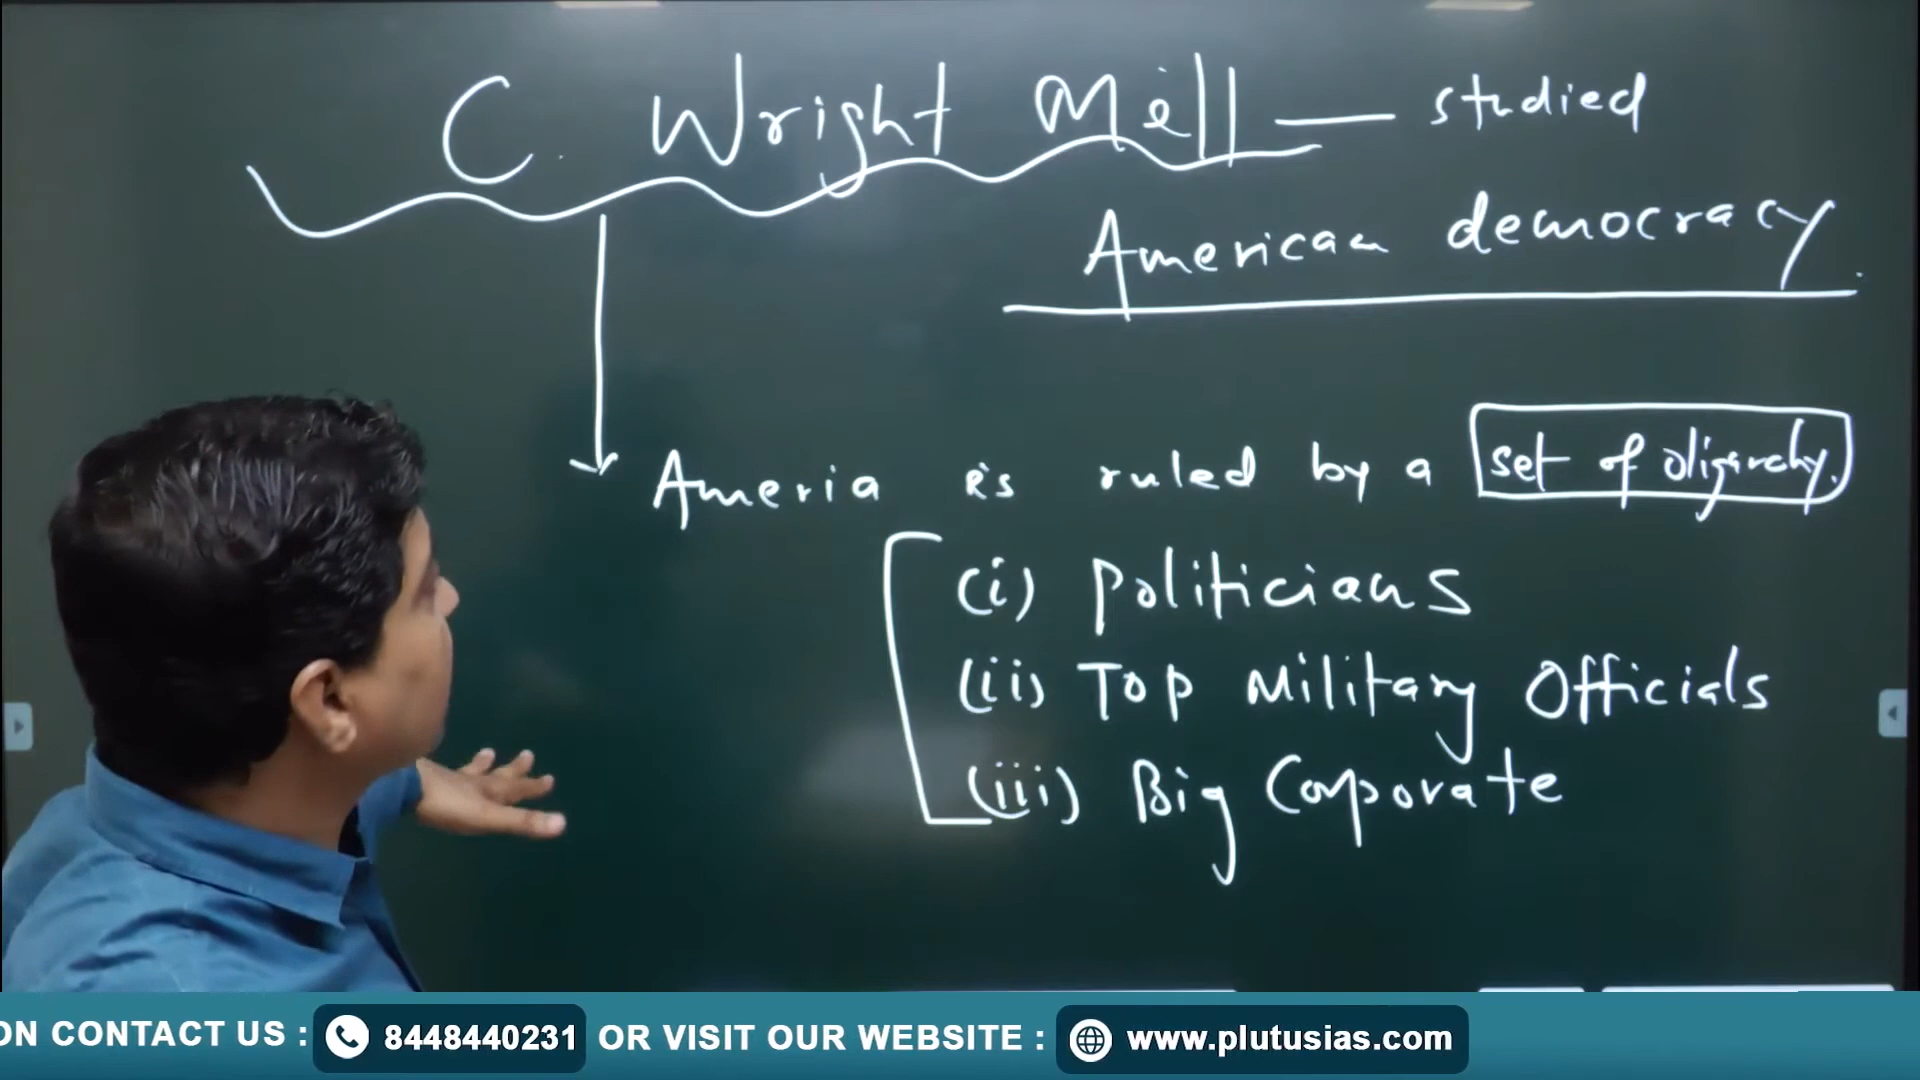 C. Wright Mill — studied
American democracy.
Ameria is ruled by a set of oligarchy.
(i) Politicians
(ii) Top Military Officials
(iii) Big Corporate
ON CONTACT US : 8448440231 OR VISIT OUR WEBSITE : www.plutusias.com